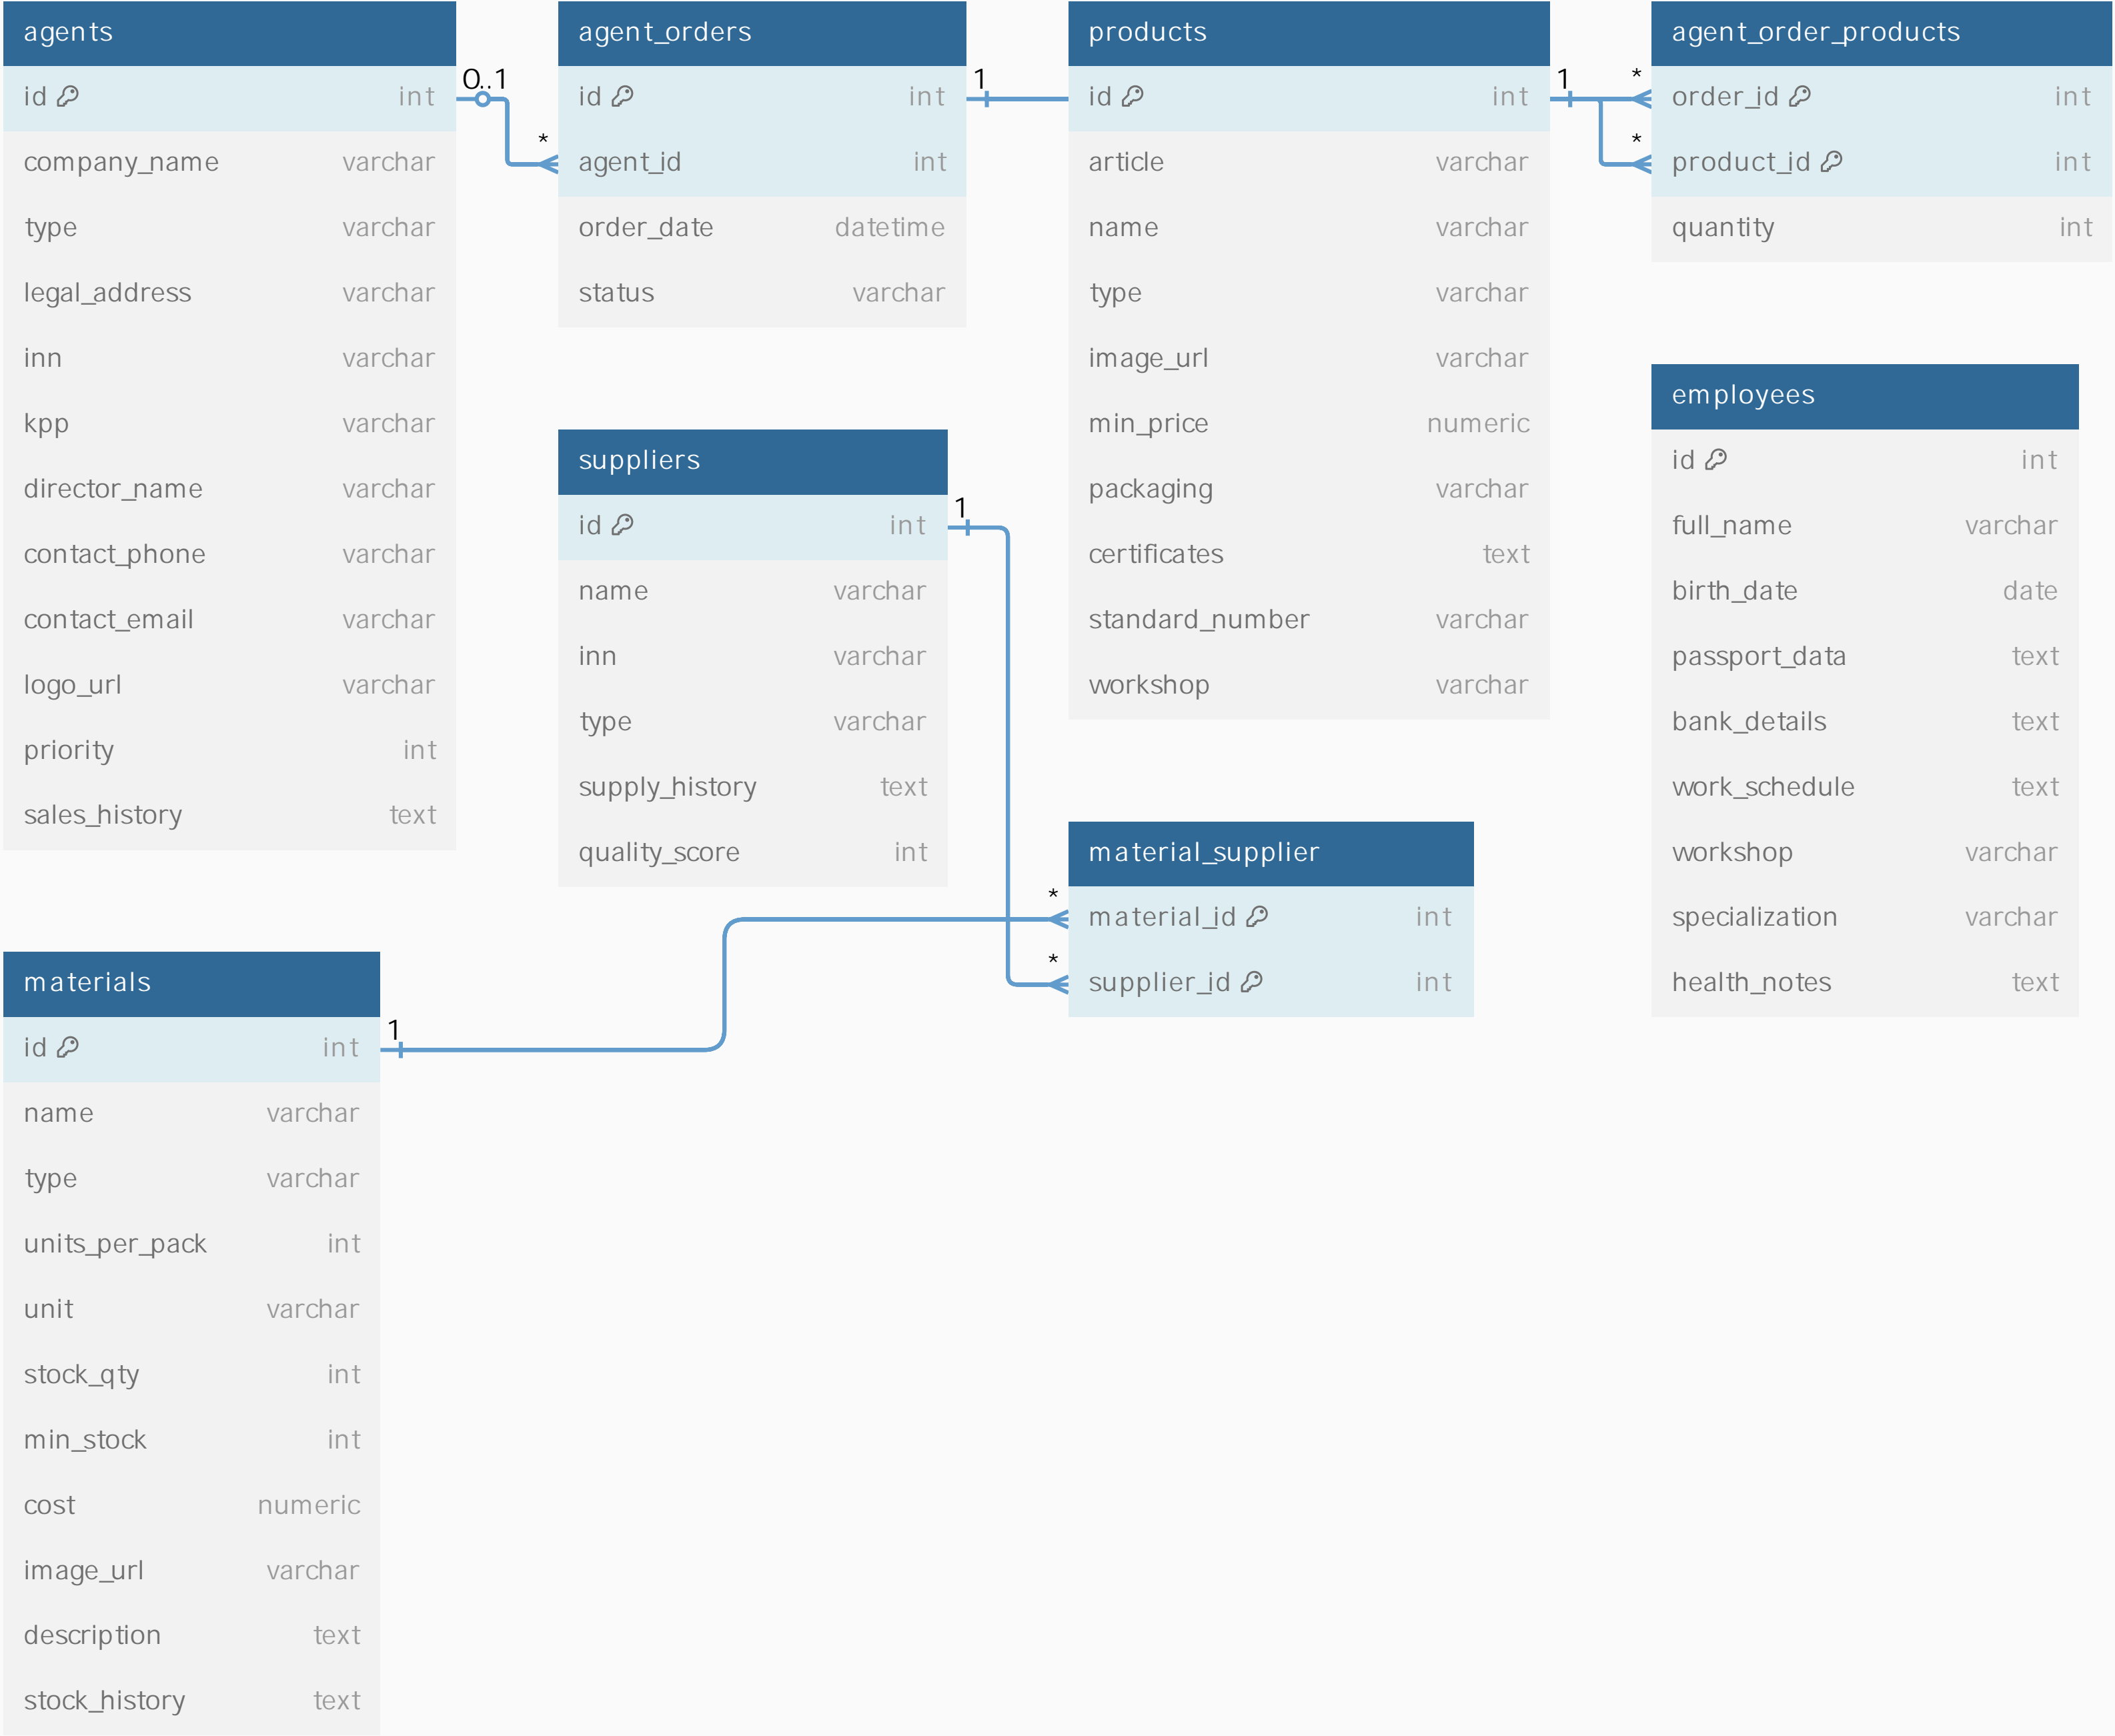 agents
id int
company_name varchar
type varchar
legal_address varchar
inn varchar
kpp varchar
director_name varchar
contact_phone varchar
contact_email varchar
logo_url varchar
priority int
sales_history text
0..1
*
agent_orders
id int
agent_id int
order_date datetime
status varchar
1
products
id int
article varchar
name varchar
type varchar
image_url varchar
min_price numeric
packaging varchar
certificates text
standard_number varchar
workshop varchar
1
*
*
agent_order_products
order_id int
product_id int
quantity int
suppliers
id int
name varchar
inn varchar
type varchar
supply_history text
quality_score int
1
employees
id int
full_name varchar
birth_date date
passport_data text
bank_details text
work_schedule text
workshop varchar
specialization varchar
health_notes text
*
*
material_supplier
material_id int
supplier_id int
materials
id int
name varchar
type varchar
units_per_pack int
unit varchar
stock_qty int
min_stock int
cost numeric
image_url varchar
description text
stock_history text
1